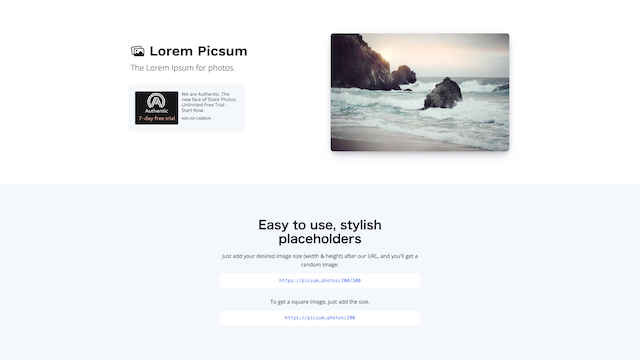 Lorem Picsum
The Lorem Ipsum for photos.
Authentic
7-day free trial
We are Authentic. The
new face of Stock Photos.
Unlimited Free Trial -
Start Now.
ADS VIA CARBON
Easy to use, stylish
placeholders
Just add your desired image size (width & height) after our URL, and you'll get a
random image.
https://picsum.photos/200/300
To get a square image, just add the size.
https://picsum.photos/200